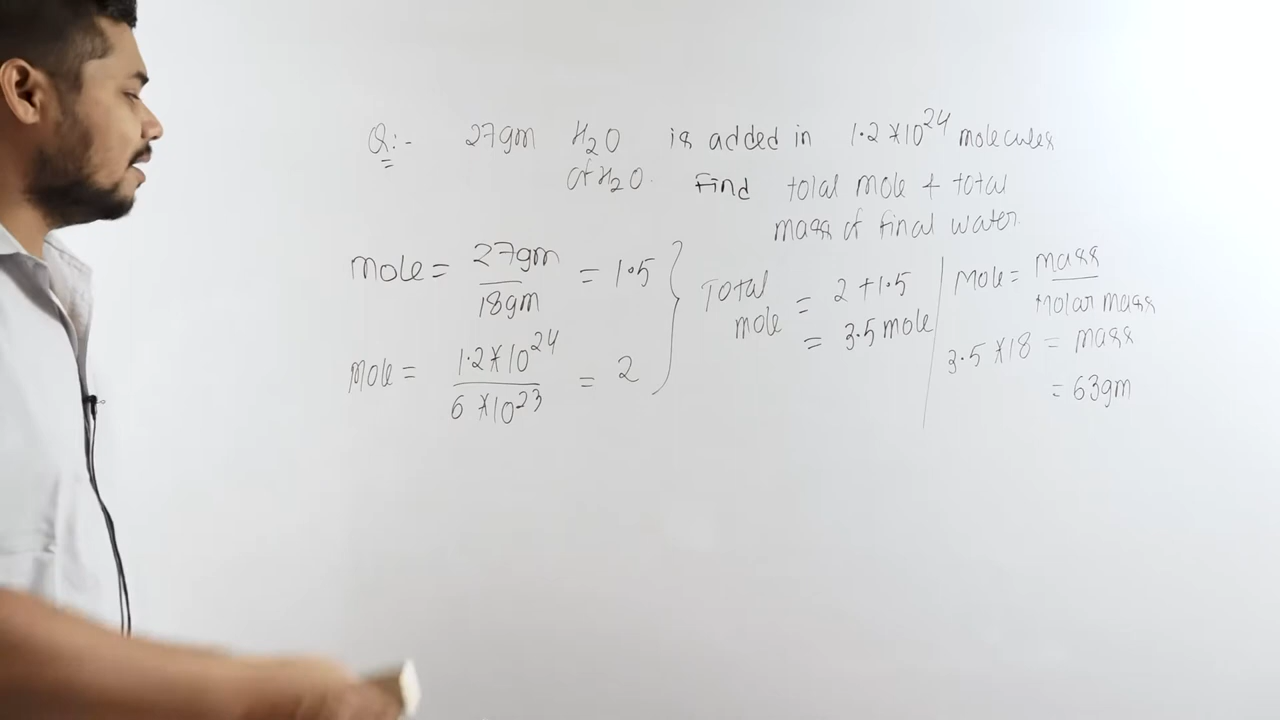 Q:- 27gm H₂O is added in 1.2*10²⁴ molecules
of H₂O. Find total mole + total
mass of final water.
Mole = 27gm / 18gm = 1.5
Mole = 1.2*10²⁴ / 6*10²³ = 2
Total mole = 2+1.5
= 3.5 mole
Mole = mass / Molar mass
3.5*18 = mass
= 63gm